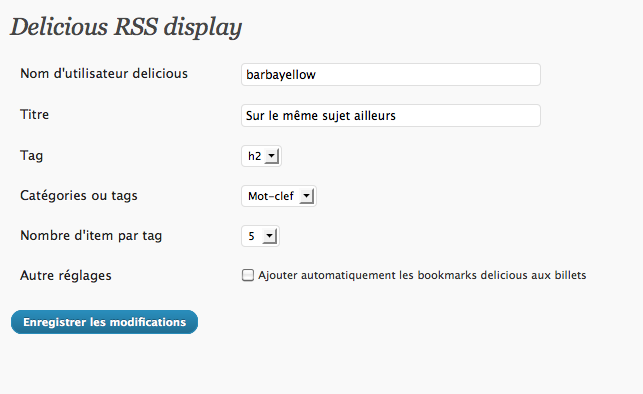 Delicious RSS display
Nom d'utilisateur delicious barbayellow
Titre Sur le même sujet ailleurs
Tag h2
Catégories ou tags Mot-clef
Nombre d'item par tag 5
Autre réglages Ajouter automatiquement les bookmarks delicious aux billets
Enregistrer les modifications